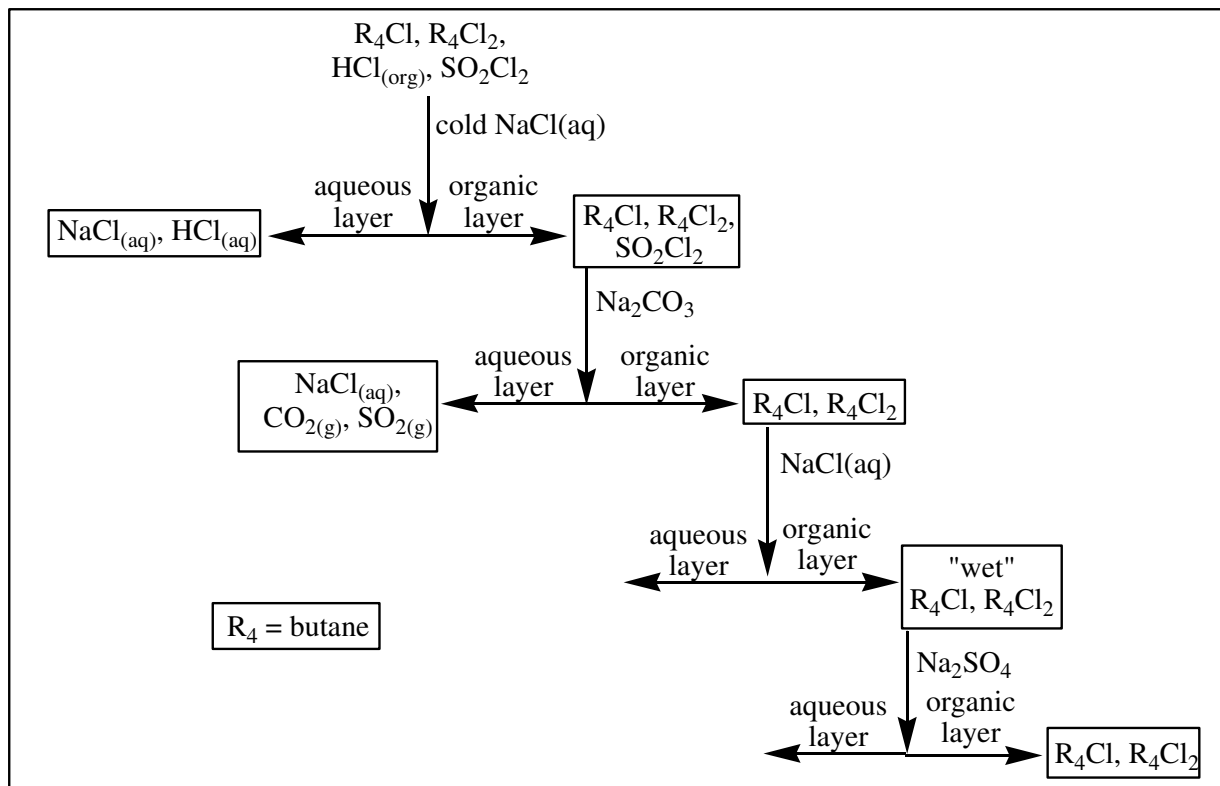 R₄Cl, R₄Cl₂,
HCl₍org₎, SO₂Cl₂
cold NaCl(aq)
aqueous
layer
organic
layer
NaCl₍aq₎, HCl₍aq₎
R₄Cl, R₄Cl₂,
SO₂Cl₂
Na₂CO₃
aqueous
layer
organic
layer
NaCl₍aq₎,
CO₂₍g₎, SO₂₍g₎
R₄Cl, R₄Cl₂
NaCl(aq)
aqueous
layer
organic
layer
"wet"
R₄Cl, R₄Cl₂
R₄ = butane
Na₂SO₄
aqueous
layer
organic
layer
R₄Cl, R₄Cl₂